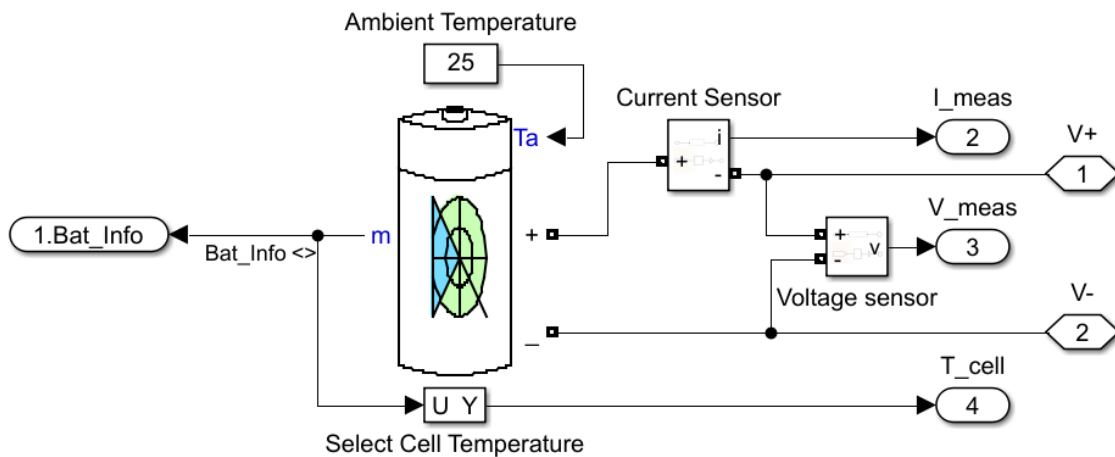 Ambient Temperature
25
Current Sensor
I_meas
Ta
i
2
V+
+
-
1
V_meas
1.Bat_Info
m
+
+
v
3
Bat_Info <>
-
Voltage sensor
V-
_
2
T_cell
U Y
4
Select Cell Temperature